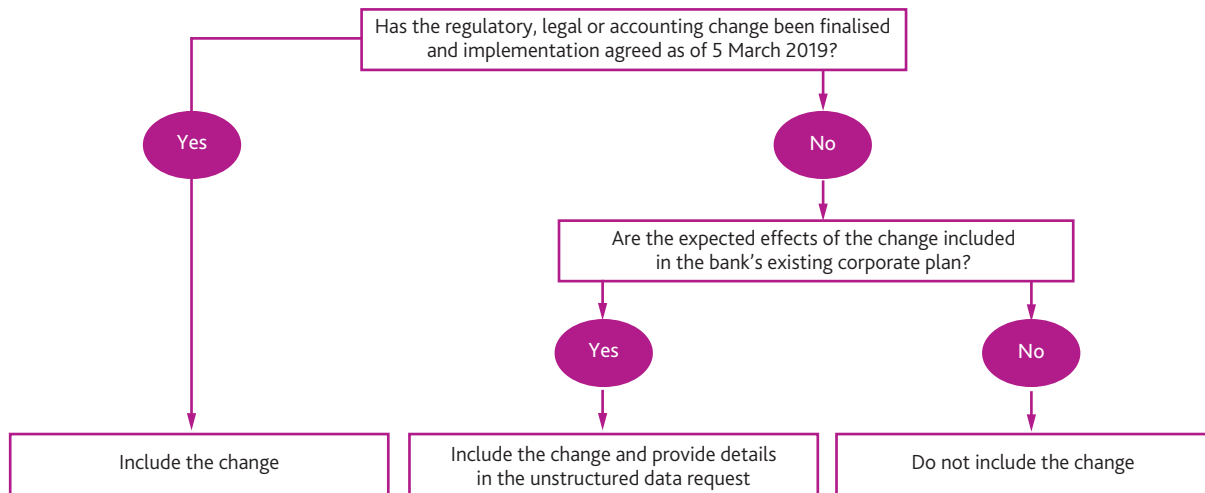 Has the regulatory, legal or accounting change been finalised
and implementation agreed as of 5 March 2019?
Yes
No
Are the expected effects of the change included
in the bank’s existing corporate plan?
Yes
No
Include the change
Include the change and provide details
in the unstructured data request
Do not include the change